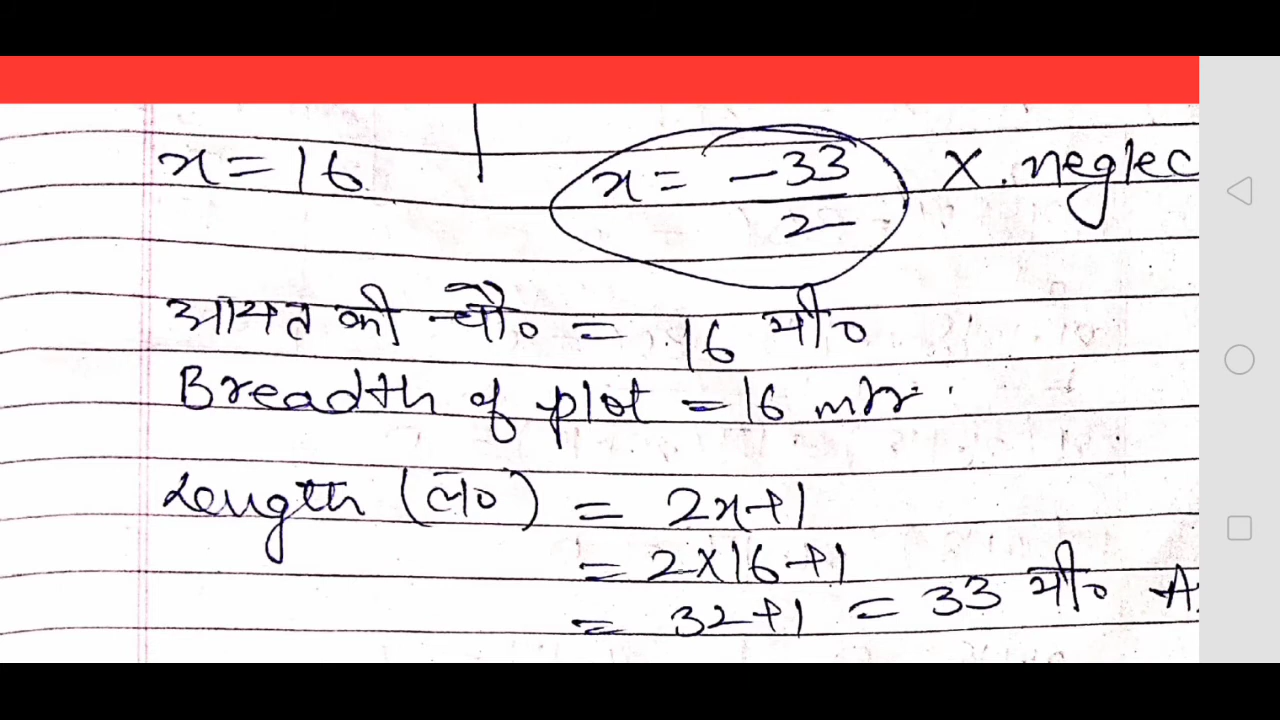 x = 16 x = -33/2 X. neglec
आयत की चौ० = 16 मी०
Breadth of plot = 16 mtr.
Length (ल०) = 2x+1
= 2×16+1
= 32+1 = 33 मी० A